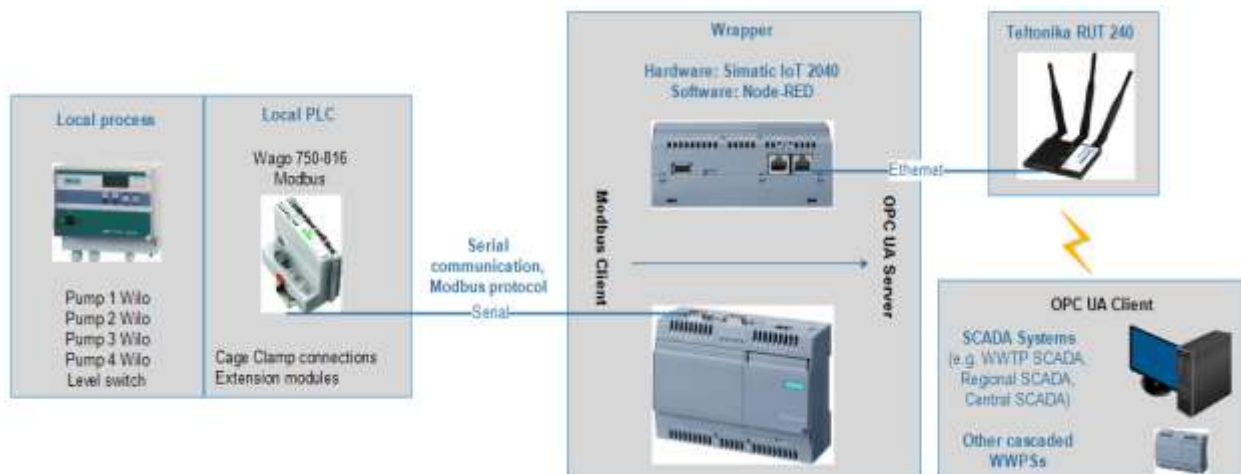 Local process
Pump 1 Wilo
Pump 2 Wilo
Pump 3 Wilo
Pump 4 Wilo
Level switch
Local PLC
Wago 750-816
Modbus
Cage Clamp connections
Extension modules
Serial
communication,
Modbus protocol
Serial
Wrapper
Hardware: Simatic IoT 2040
Software: Node-RED
Modbus Client
OPC UA Server
Ethernet
Teltonika RUT 240
OPC UA Client
SCADA Systems
(e.g. WWTP SCADA,
Regional SCADA,
Central SCADA)
Other cascaded
WWPSs